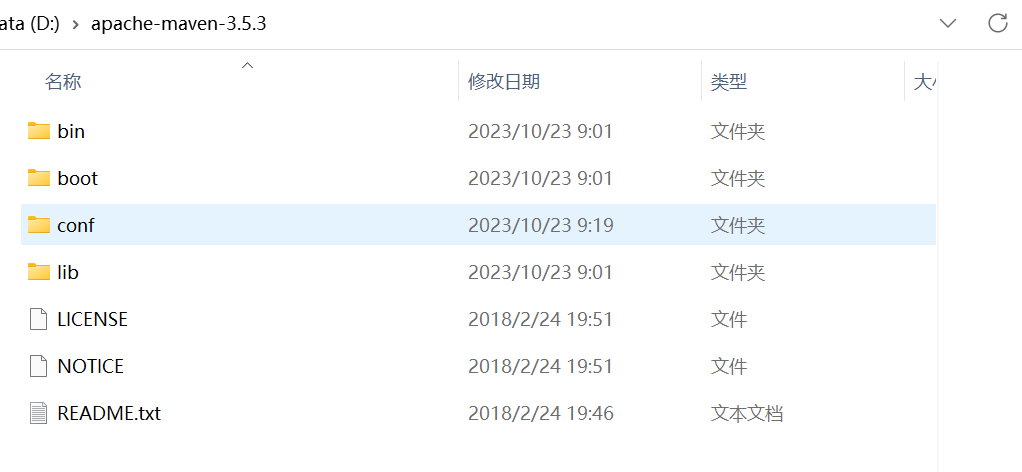 ata (D:) > apache-maven-3.5.3
名称 修改日期 类型 大
bin 2023/10/23 9:01 文件夹
boot 2023/10/23 9:01 文件夹
conf 2023/10/23 9:19 文件夹
lib 2023/10/23 9:01 文件夹
LICENSE 2018/2/24 19:51 文件
NOTICE 2018/2/24 19:51 文件
README.txt 2018/2/24 19:46 文本文档